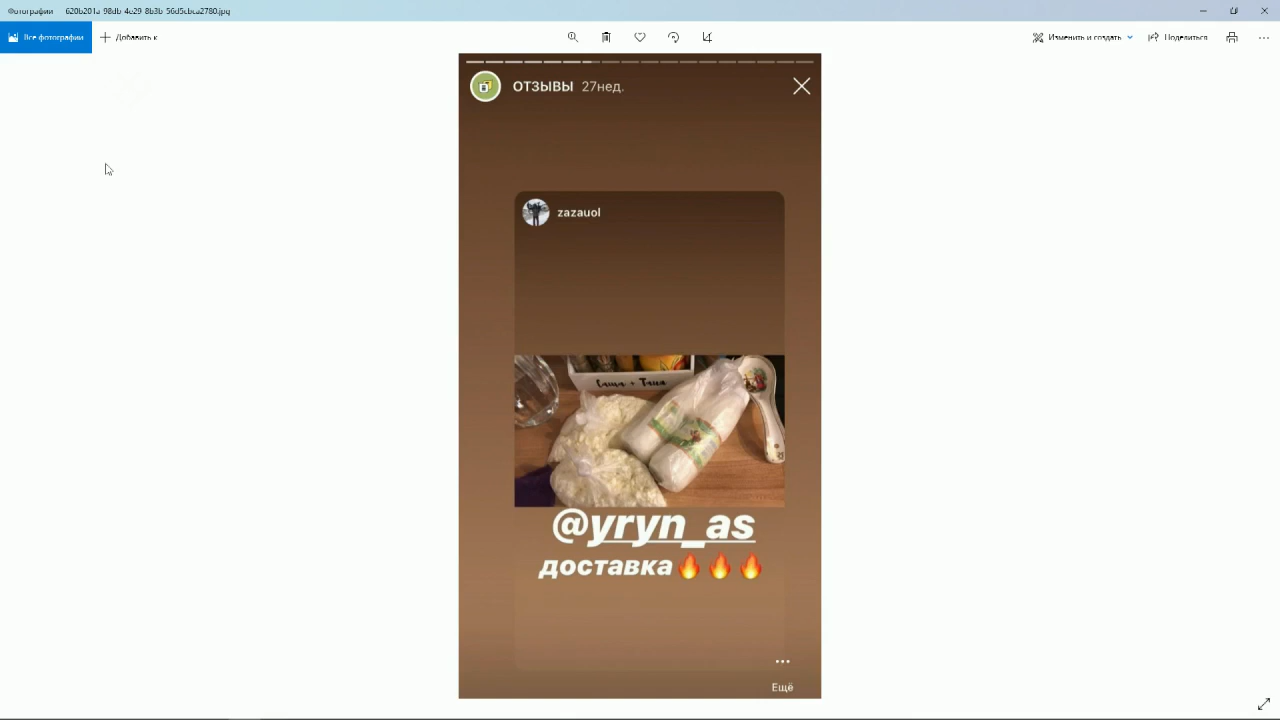 Фотографии - 620b201a-98db-4d29-8b3b-56d5cbca2780.jpg
Все фотографии
Добавить к
Изменить и создать
Поделиться
ОТЗЫВЫ 27нед.
zazauol
Саша + Таня
@yryn_as
доставка🔥🔥🔥
Ещё